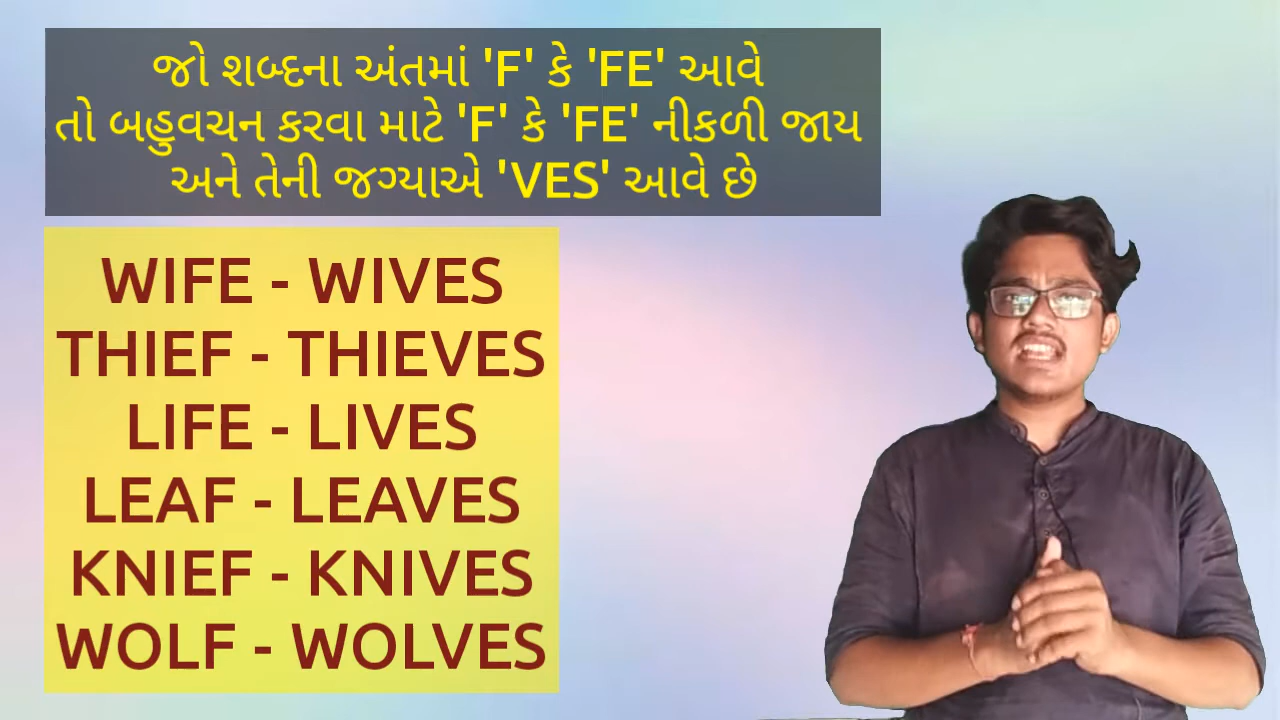 જો શબ્દના અંતમાં 'F' કે 'FE' આવે
તો બહુવચન કરવા માટે 'F' કે 'FE' નીકળી જાય
અને તેની જગ્યાએ 'VES' આવે છે
WIFE - WIVES
THIEF - THIEVES
LIFE - LIVES
LEAF - LEAVES
KNIEF - KNIVES
WOLF - WOLVES